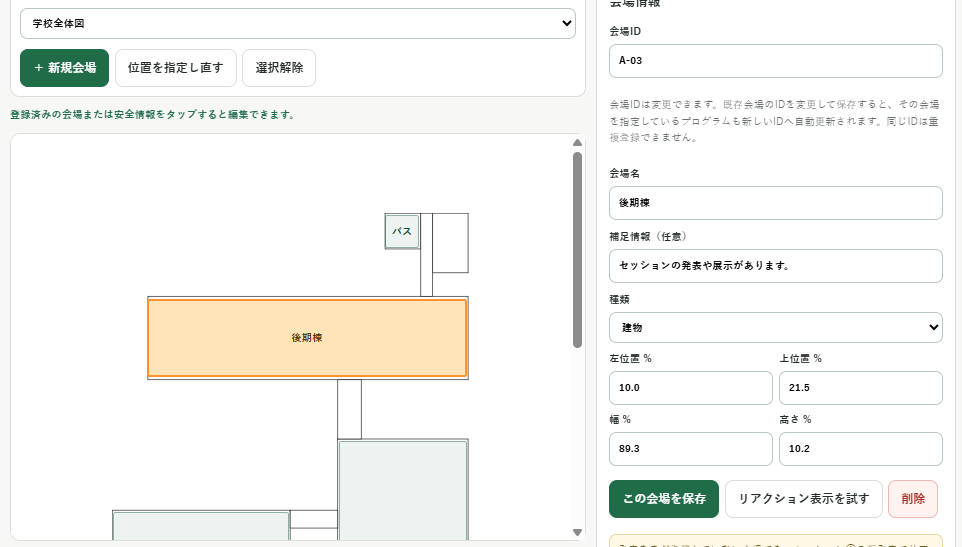 学校全体図
＋ 新規会場
位置を指定し直す
選択解除
登録済みの会場または安全情報をタップすると編集できます。
バス
後期棟
会場情報
会場ID
A-03
会場IDは変更できます。既存会場のIDを変更して保存すると、その会場
を指定しているプログラムも新しいIDへ自動更新されます。同じIDは重
複登録できません。
会場名
後期棟
補足情報（任意）
セッションの発表や展示があります。
種類
建物
左位置 %
上位置 %
10.0
21.5
幅 %
高さ %
89.3
10.2
この会場を保存
リアクション表示を試す
削除